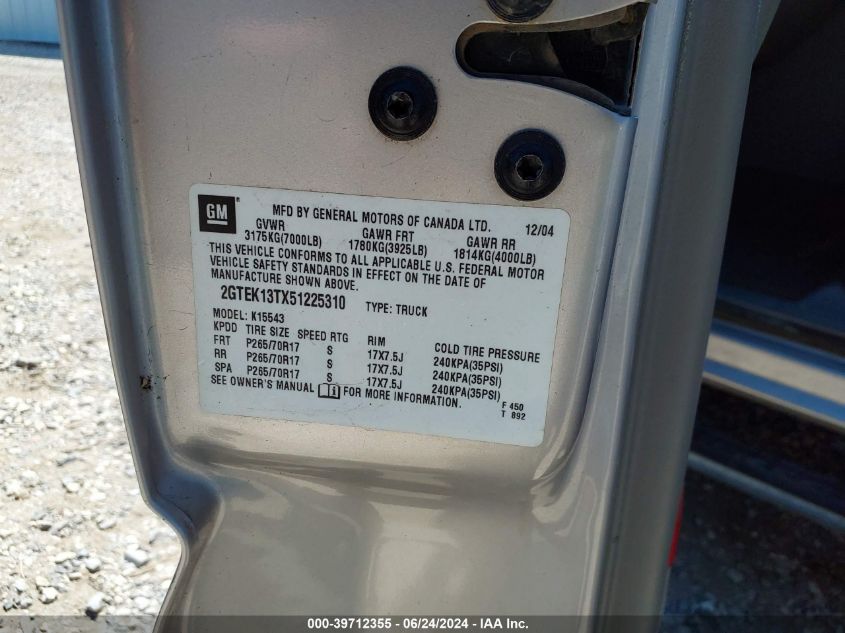 GM
MFD BY GENERAL MOTORS OF CANADA LTD. 12/04
GVWR GAWR FRT GAWR RR
3175KG(7000LB) 1780KG(3925LB) 1814KG(4000LB)
THIS VEHICLE CONFORMS TO ALL APPLICABLE U.S. FEDERAL MOTOR
VEHICLE SAFETY STANDARDS IN EFFECT ON THE DATE OF
MANUFACTURE SHOWN ABOVE.
2GTEK13TX51225310 TYPE: TRUCK
MODEL: K15543
KPDD TIRE SIZE SPEED RTG RIM COLD TIRE PRESSURE
FRT P265/70R17 S 17X7.5J 240KPA(35PSI)
RR P265/70R17 S 17X7.5J 240KPA(35PSI)
SPA P265/70R17 S 17X7.5J 240KPA(35PSI)
SEE OWNER'S MANUAL FOR MORE INFORMATION.
F 450
T 892
000-39712355 - 06/24/2024 - IAA Inc.